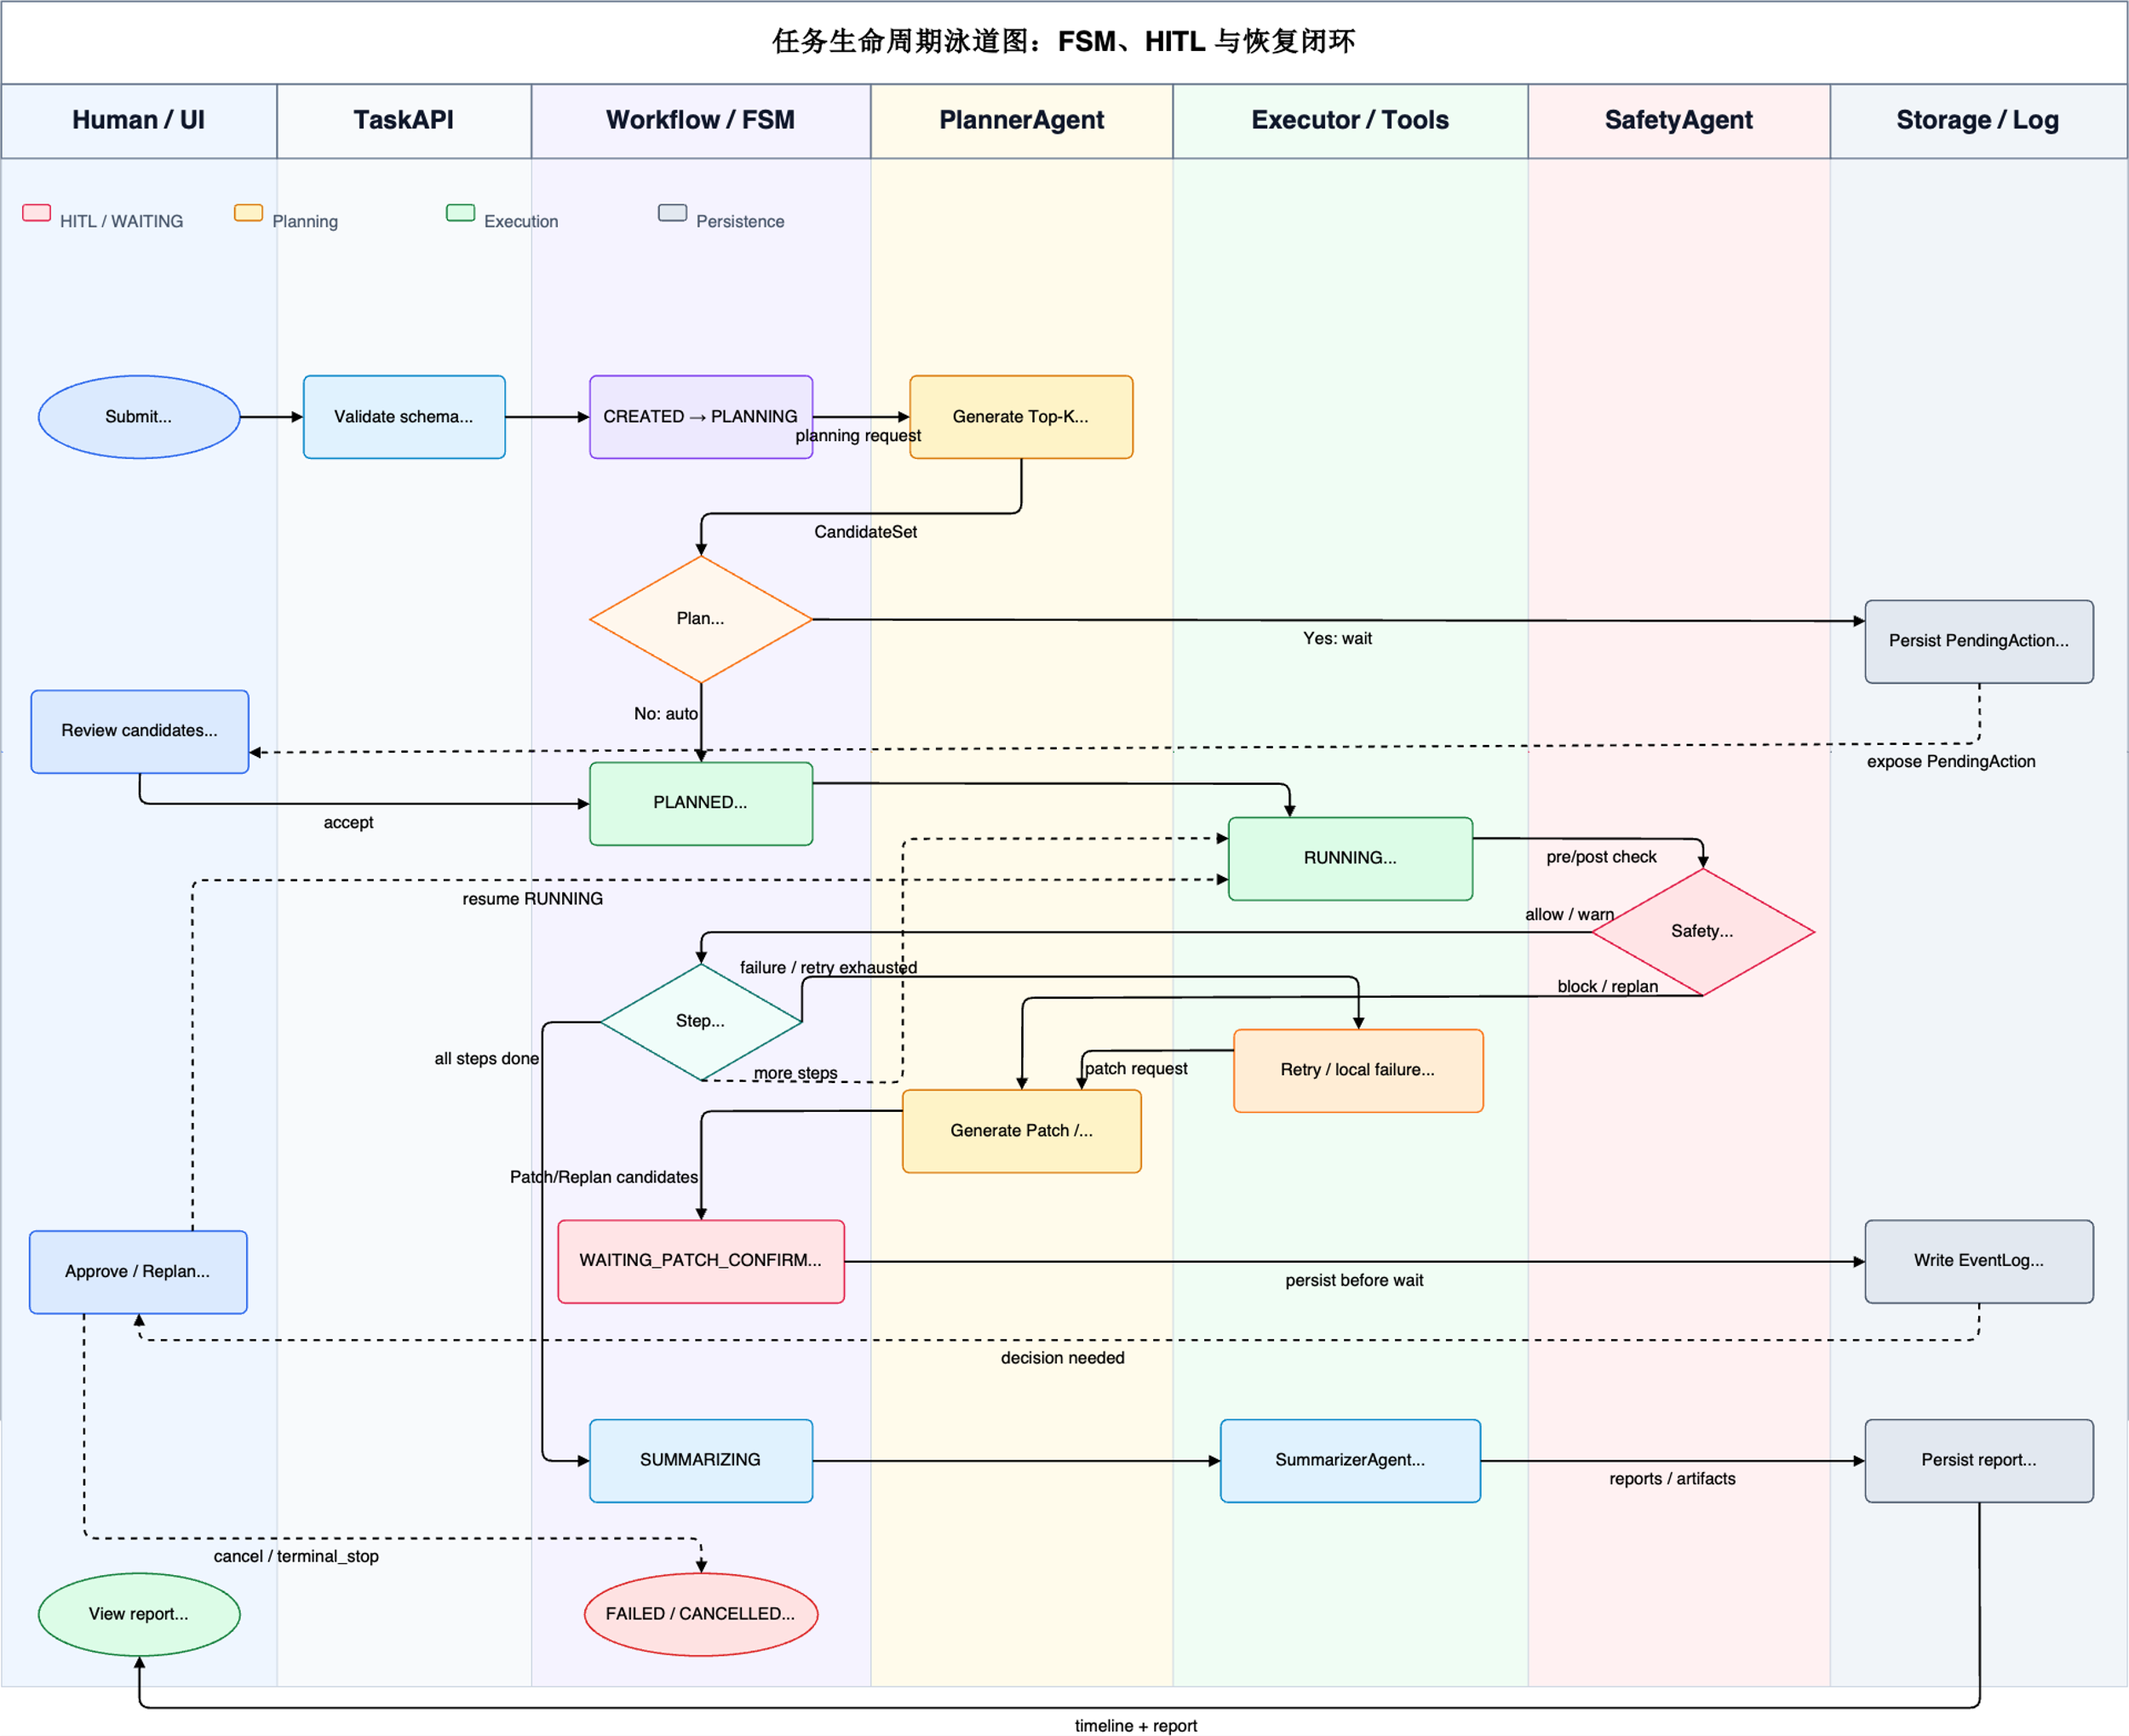 任务生命周期泳道图：FSM、HITL 与恢复闭环
Human / UI
TaskAPI
Workflow / FSM
PlannerAgent
Executor / Tools
SafetyAgent
Storage / Log
HITL / WAITING
Planning
Execution
Persistence
Submit...
Validate schema...
CREATED → PLANNING
planning request
Generate Top-K...
CandidateSet
Plan...
Yes: wait
Persist PendingAction...
No: auto
Review candidates...
expose PendingAction
PLANNED...
accept
RUNNING...
pre/post check
resume RUNNING
allow / warn
Safety...
failure / retry exhausted
block / replan
Step...
all steps done
more steps
patch request
Retry / local failure...
Generate Patch /...
Patch/Replan candidates
Approve / Replan...
WAITING_PATCH_CONFIRM...
persist before wait
Write EventLog...
decision needed
SUMMARIZING
SummarizerAgent...
reports / artifacts
Persist report...
cancel / terminal_stop
View report...
FAILED / CANCELLED...
timeline + report